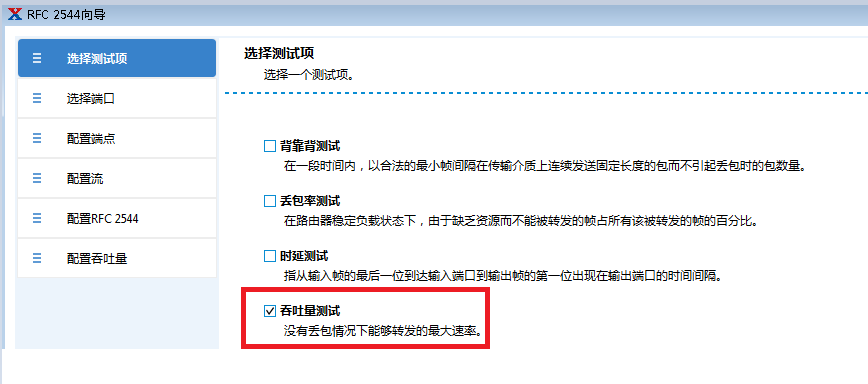 RFC 2544向导
选择测试项
选择端口
配置端点
配置流
配置RFC 2544
配置吞吐量
选择测试项
选择一个测试项。
背靠背测试
在一段时间内，以合法的最小帧间隔在传输介质上连续发送固定长度的包而不引起丢包时的包数量。
丢包率测试
在路由器稳定负载状态下，由于缺乏资源而不能被转发的帧占所有该被转发的帧的百分比。
时延测试
指从输入帧的最后一位到达输入端口到输出帧的第一位出现在输出端口的时间间隔。
吞吐量测试
没有丢包情况下能够转发的最大速率。